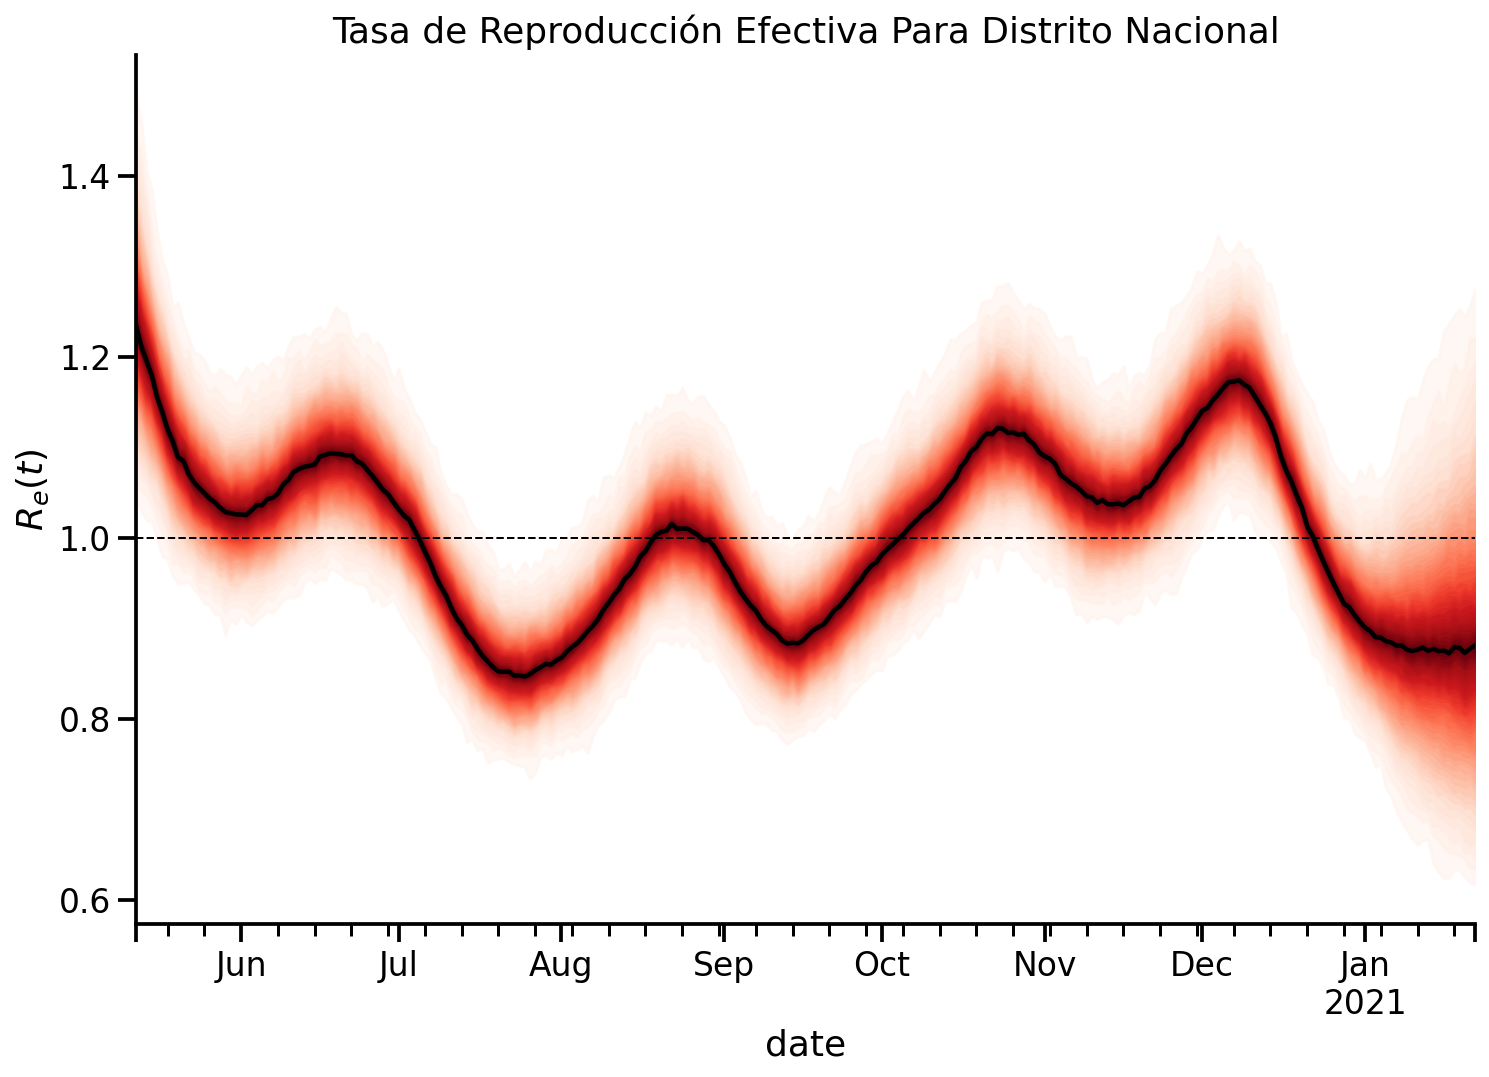 Tasa de Reproducción Efectiva Para Distrito Nacional
1.4
1.2
1.0
0.8
0.6
Rₑ(t)
Jun Jul Aug Sep Oct Nov Dec Jan
2021
date